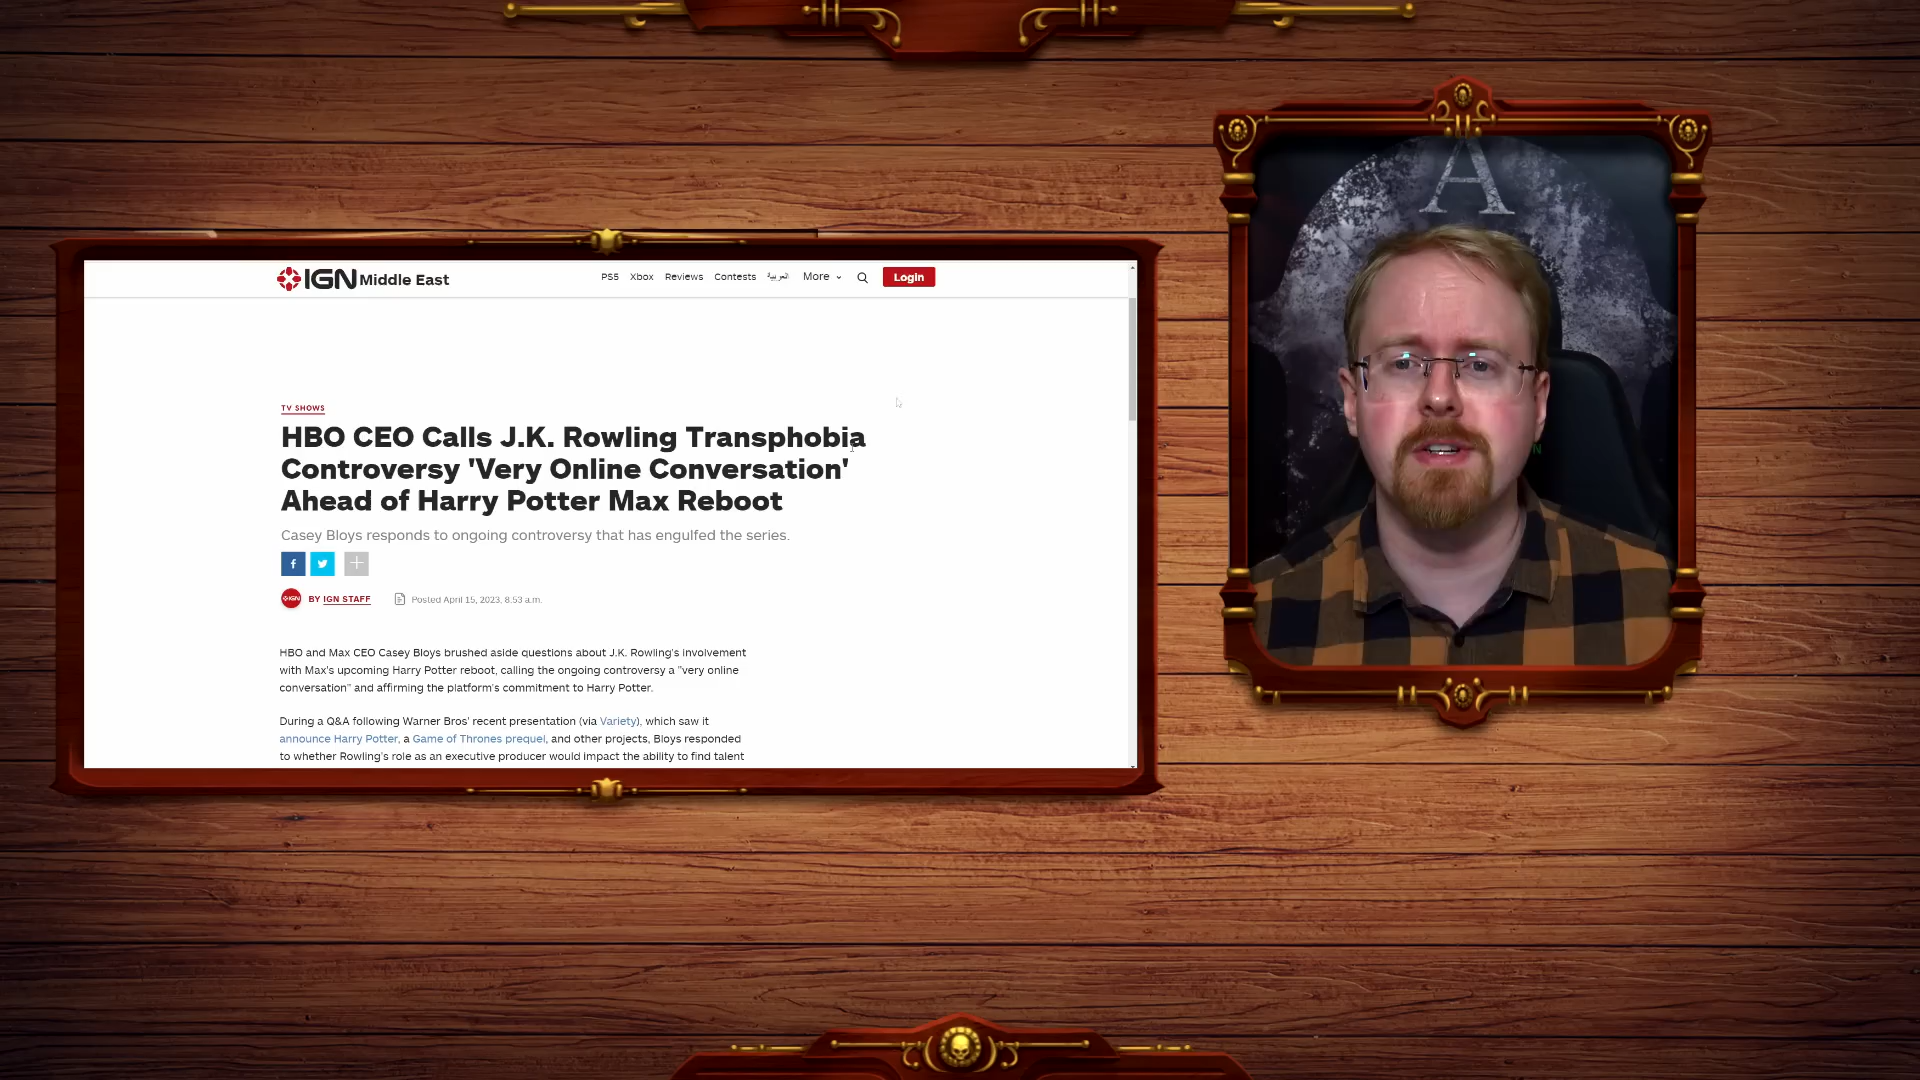 A
IGN Middle East
PS5 Xbox Reviews Contests العربية More Login
TV SHOWS
HBO CEO Calls J.K. Rowling Transphobia
Controversy 'Very Online Conversation'
Ahead of Harry Potter Max Reboot
Casey Bloys responds to ongoing controversy that has engulfed the series.
f
IGN BY IGN STAFF Posted April 15, 2023, 8.53 a.m.
HBO and Max CEO Casey Bloys brushed aside questions about J.K. Rowling's involvement
with Max's upcoming Harry Potter reboot, calling the ongoing controversy a "very online
conversation" and affirming the platform's commitment to Harry Potter.
During a Q&A following Warner Bros' recent presentation (via Variety), which saw it
announce Harry Potter, a Game of Thrones prequel, and other projects, Bloys responded
to whether Rowling's role as an executive producer would impact the ability to find talent